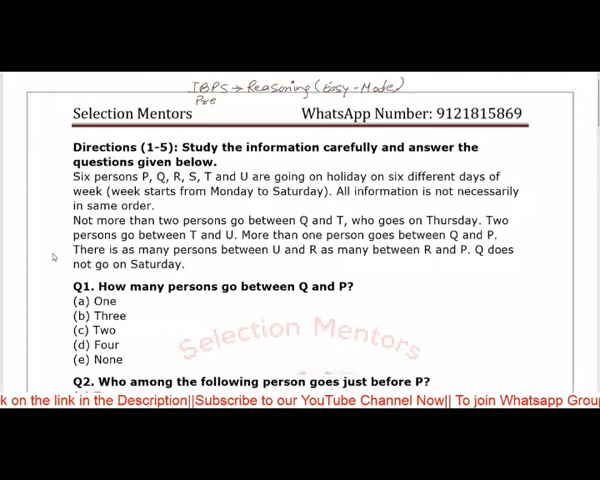 IBPS → Reasoning (Easy-Mode)
Pre
Selection Mentors WhatsApp Number: 9121815869
Directions (1-5): Study the information carefully and answer the
questions given below.
Six persons P, Q, R, S, T and U are going on holiday on six different days of
week (week starts from Monday to Saturday). All information is not necessarily
in same order.
Not more than two persons go between Q and T, who goes on Thursday. Two
persons go between T and U. More than one person goes between Q and P.
There is as many persons between U and R as many between R and P. Q does
not go on Saturday.
Q1. How many persons go between Q and P?
(a) One
(b) Three
(c) Two
(d) Four
(e) None
Selection Mentors
Q2. Who among the following person goes just before P?
k on the link in the Description||Subscribe to our YouTube Channel Now|| To join Whatsapp Group